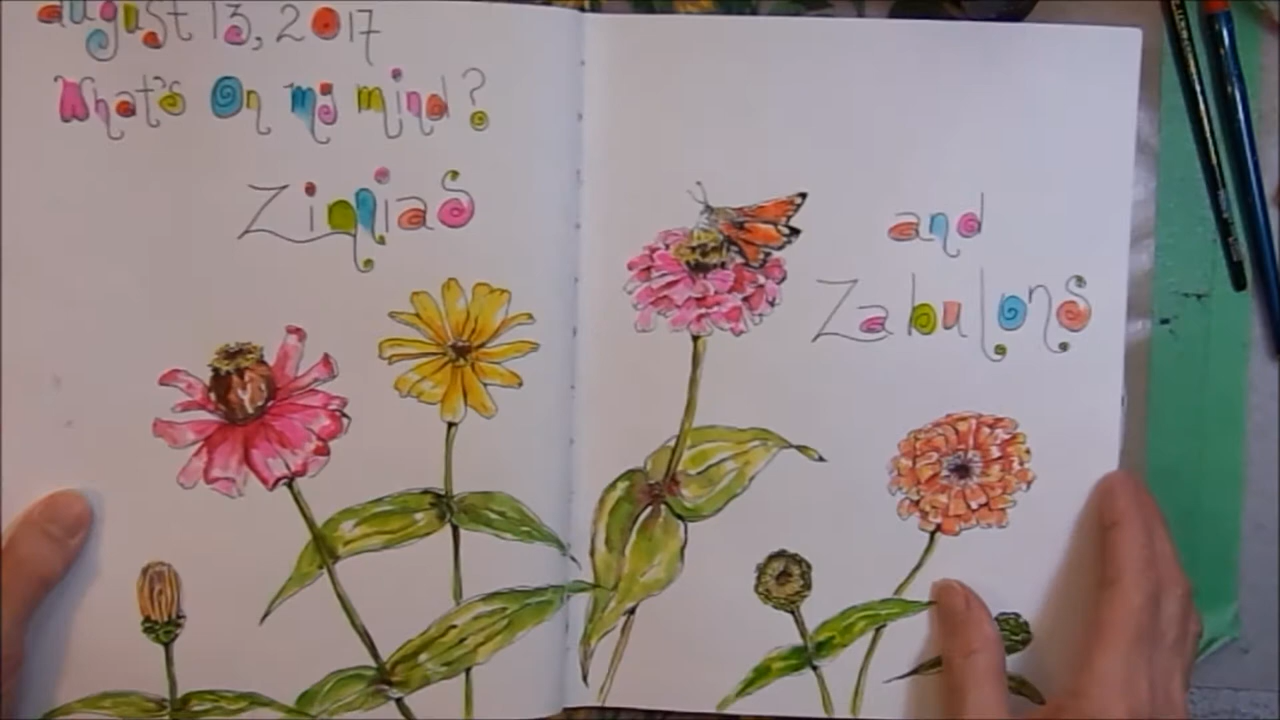 august 13, 2017
What's On my mind?
Zinnias
and
Zabulons